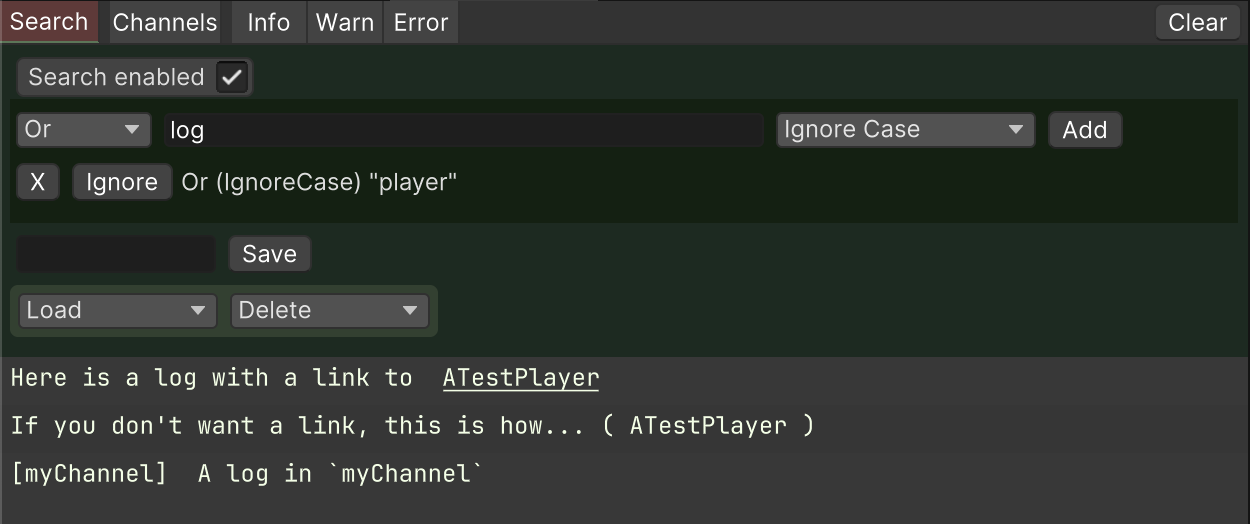 Search Channels Info Warn Error Clear
Search enabled
Or log Ignore Case Add
X Ignore Or (IgnoreCase) "player"
Save
Load Delete
Here is a log with a link to ATestPlayer
If you don't want a link, this is how... ( ATestPlayer )
[myChannel] A log in `myChannel`